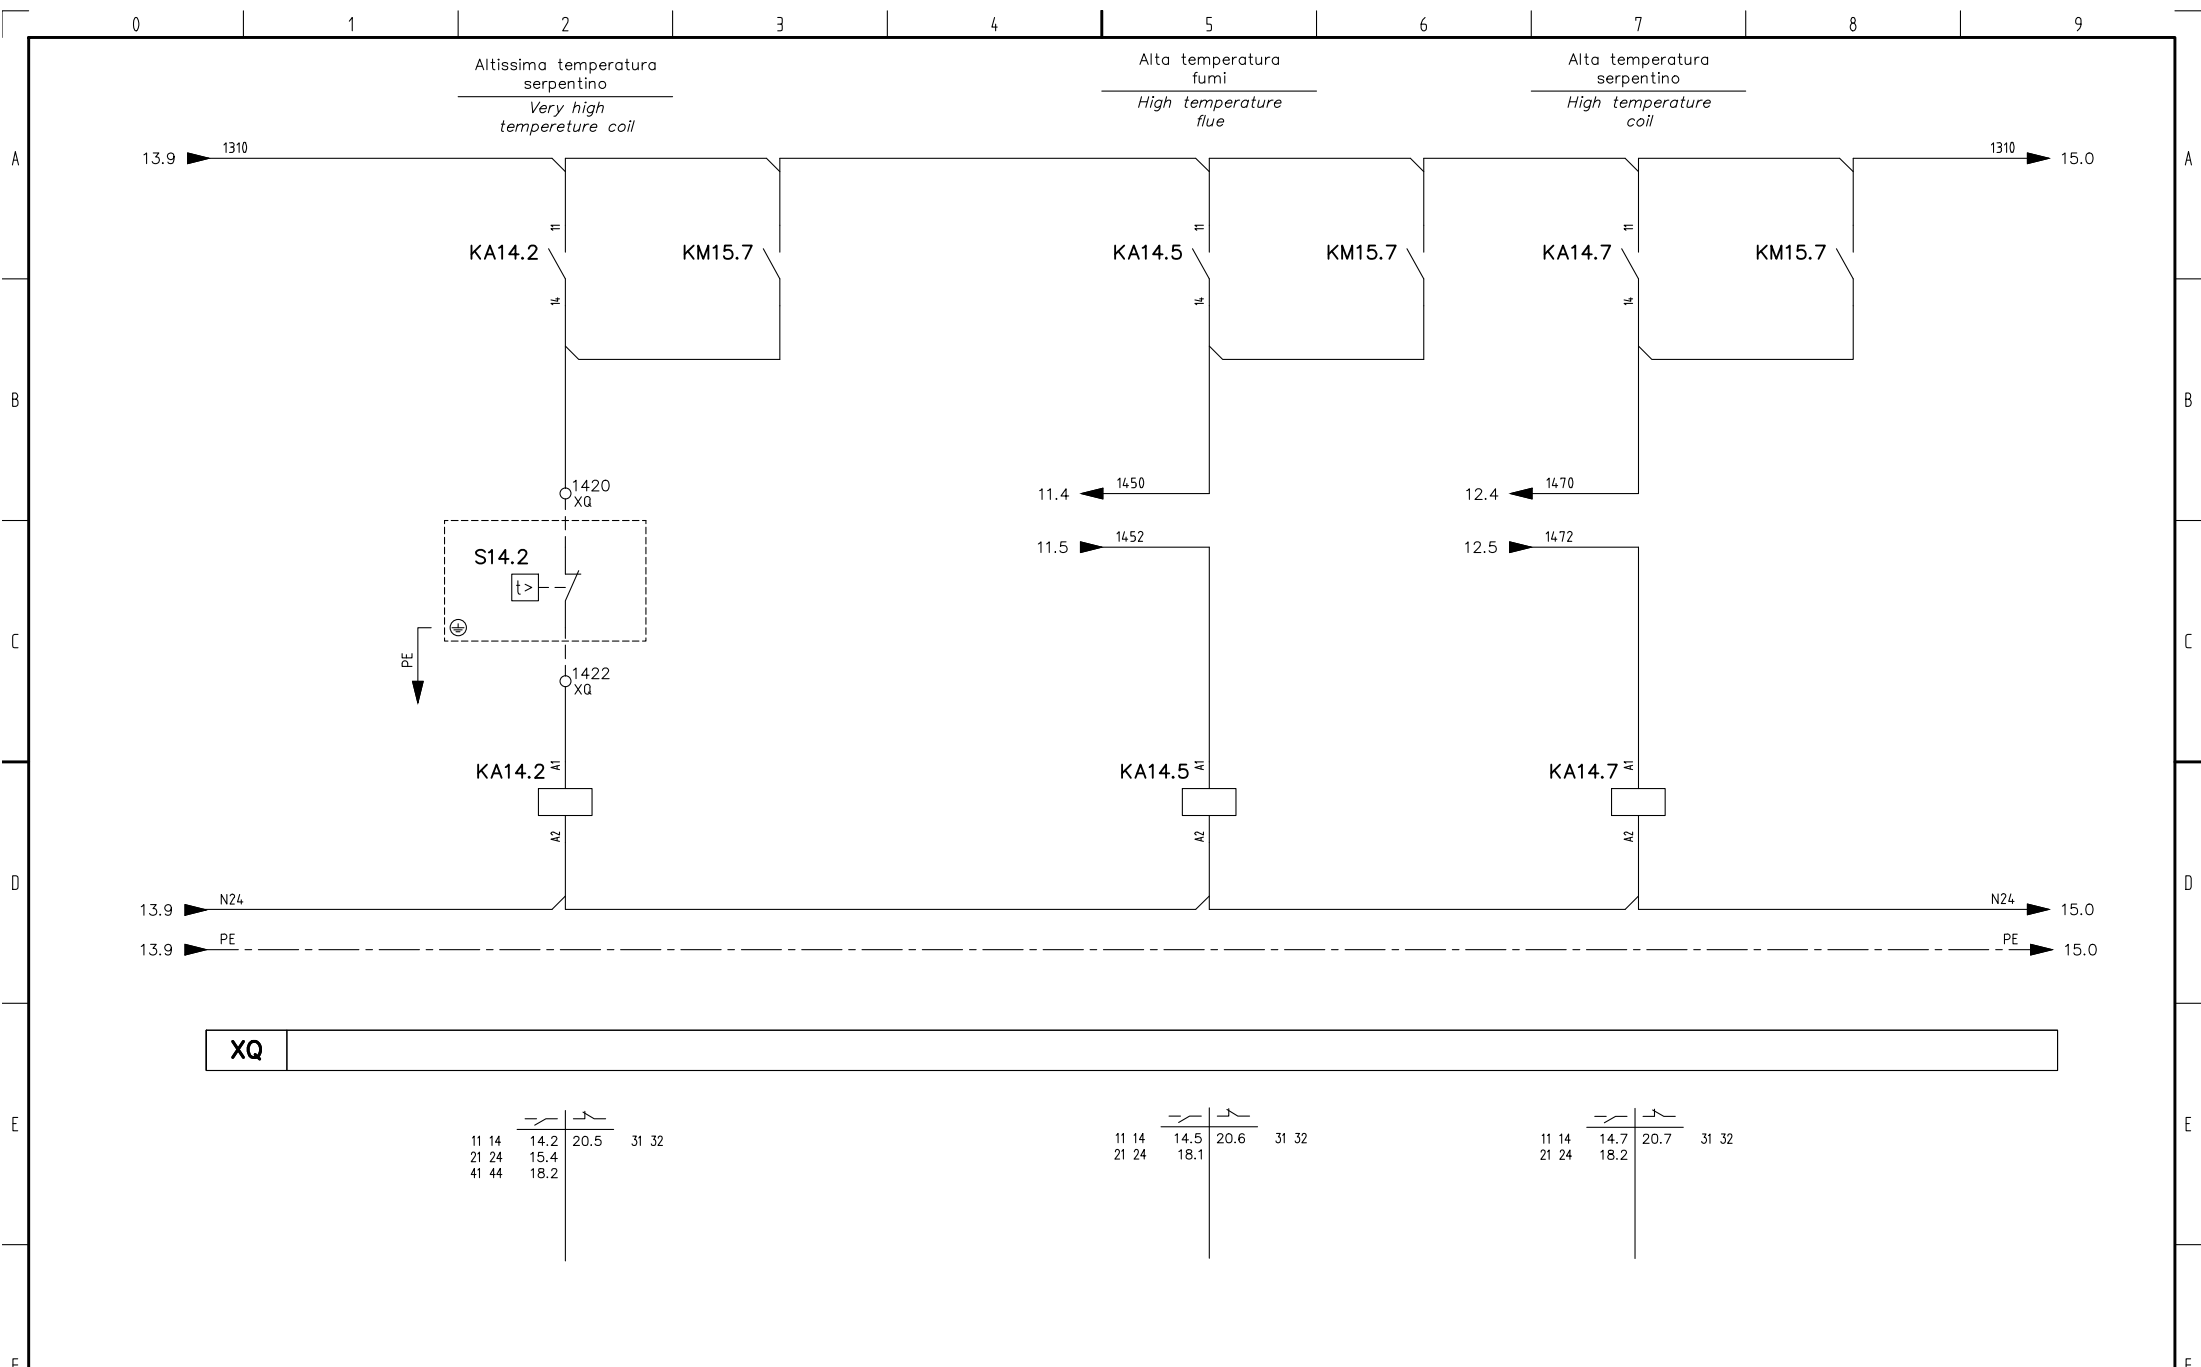 0 1 2 3 4 5 6 7 8 9
Altissima temperatura
serpentino
Very high
tempereture coil
Alta temperatura
fumi
High temperature
flue
Alta temperatura
serpentino
High temperature
coil
A 13.9 1310 1310 15.0 A
11 11 11
KA14.2 KM15.7 KA14.5 KM15.7 KA14.7 KM15.7
14 14 14
B B
1420
XQ
11.4 1450
12.4 1470
11.5 1452
12.5 1472
S14.2
t>
C C
PE
1422
XQ
KA14.2 A1 KA14.5 A1 KA14.7 A1
A2 A2 A2
D D
13.9 N24 N24 15.0
13.9 PE PE 15.0
XQ
E E
11 14 14.2 20.5 31 32
21 24 15.4
41 44 18.2
11 14 14.5 20.6 31 32
21 24 18.1
11 14 14.7 20.7 31 32
21 24 18.2